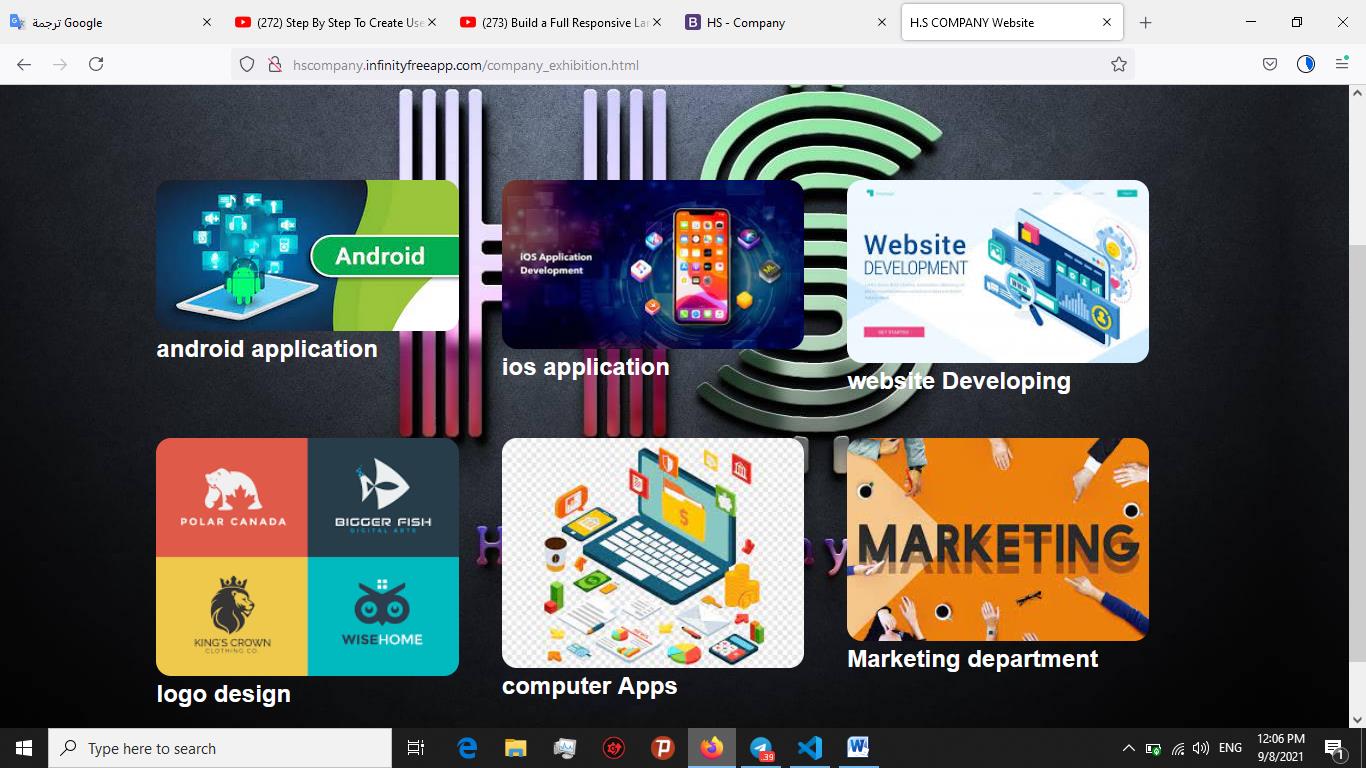 ترجمة Google
(272) Step By Step To Create Use
(273) Build a Full Responsive La
HS - Company
H.S COMPANY Website
hscompany.infinityfreeapp.com/company_exhibition.html
Android
android application
iOS Application
Development
ios application
Website
DEVELOPMENT
GET STARTED
website Developing
POLAR CANADA
BIGGER FISH
DIGITAL ARTS
KING'S CROWN
CLOTHING CO.
WISEHOME
logo design
computer Apps
MARKETING
Marketing department
Type here to search
39
ENG
12:06 PM
9/8/2021
1